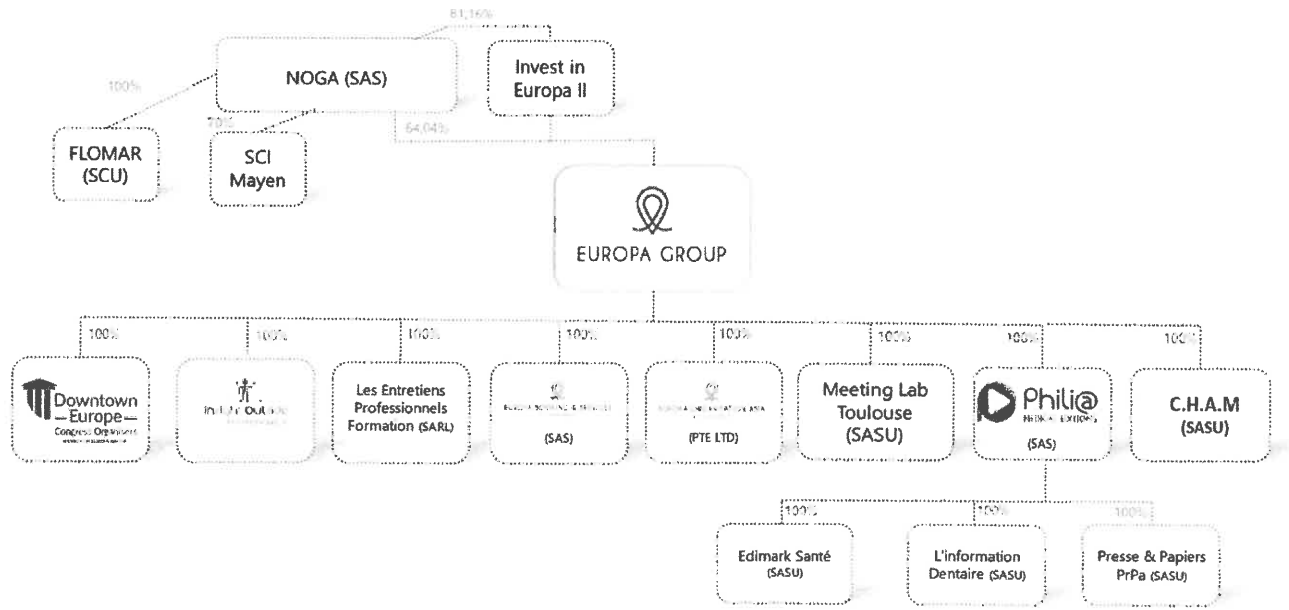 81,16%
NOGA (SAS)
Invest in
Europa II
100%
70%
64,04%
FLOMAR
(SCU)
SCI
Mayen
EUROPA GROUP
100%
100%
100%
100%
100%
100%
100%
100%
Downtown
Europe
Congress Organisers
Les Entretiens
Professionnels
Formation (SARL)
(SAS)
(PTE LTD)
Meeting Lab
Toulouse
(SASU)
Phili@
MEDICAL EDITIONS
(SAS)
C.H.A.M
(SASU)
100%
100%
100%
Edimark Santé
(SASU)
L'information
Dentaire (SASU)
Presse & Papiers
PrPa (SASU)